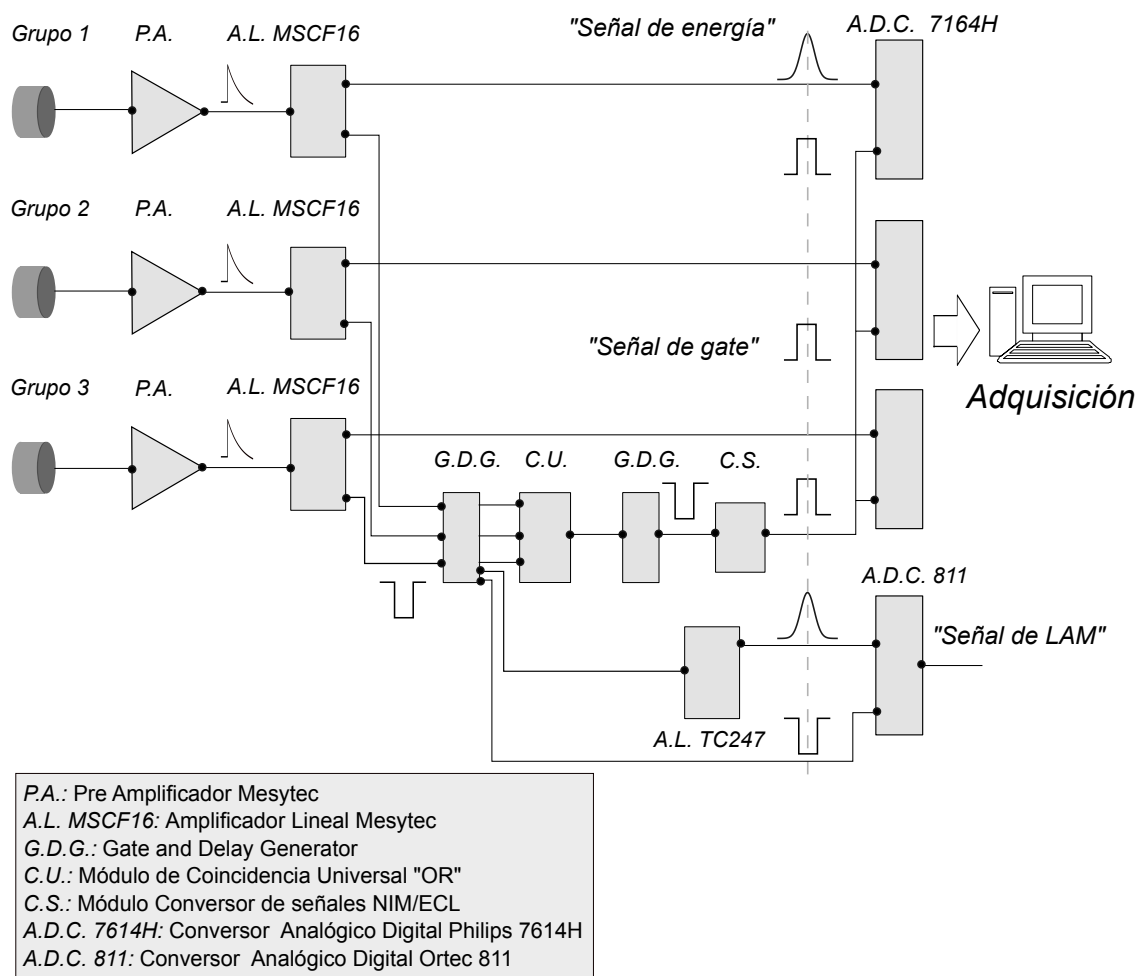 Grupo 1 P.A. A.L. MSCF16 "Señal de energía" A.D.C. 7164H
Grupo 2 P.A. A.L. MSCF16
"Señal de gate"
Grupo 3 P.A. A.L. MSCF16
Adquisición
G.D.G. C.U. G.D.G. C.S.
A.D.C. 811
"Señal de LAM"
A.L. TC247
P.A.: Pre Amplificador Mesytec
A.L. MSCF16: Amplificador Lineal Mesytec
G.D.G.: Gate and Delay Generator
C.U.: Módulo de Coincidencia Universal "OR"
C.S.: Módulo Conversor de señales NIM/ECL
A.D.C. 7614H: Conversor Analógico Digital Philips 7614H
A.D.C. 811: Conversor Analógico Digital Ortec 811